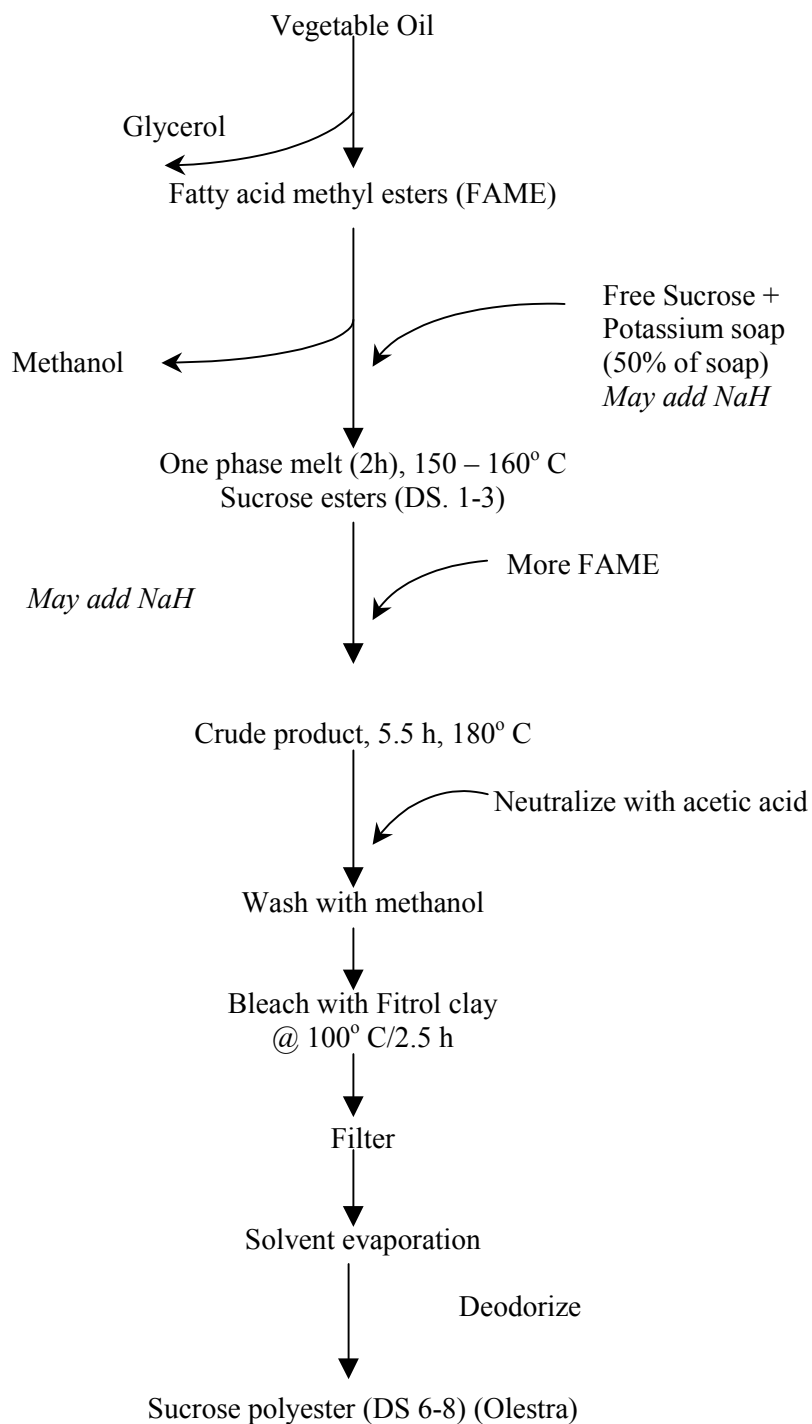 Vegetable Oil
Glycerol
Fatty acid methyl esters (FAME)
Free Sucrose +
Potassium soap
(50% of soap)
May add NaH
Methanol
One phase melt (2h), 150 – 160° C
Sucrose esters (DS. 1-3)
More FAME
May add NaH
Crude product, 5.5 h, 180° C
Neutralize with acetic acid
Wash with methanol
Bleach with Fitrol clay
@ 100° C/2.5 h
Filter
Solvent evaporation
Deodorize
Sucrose polyester (DS 6-8) (Olestra)